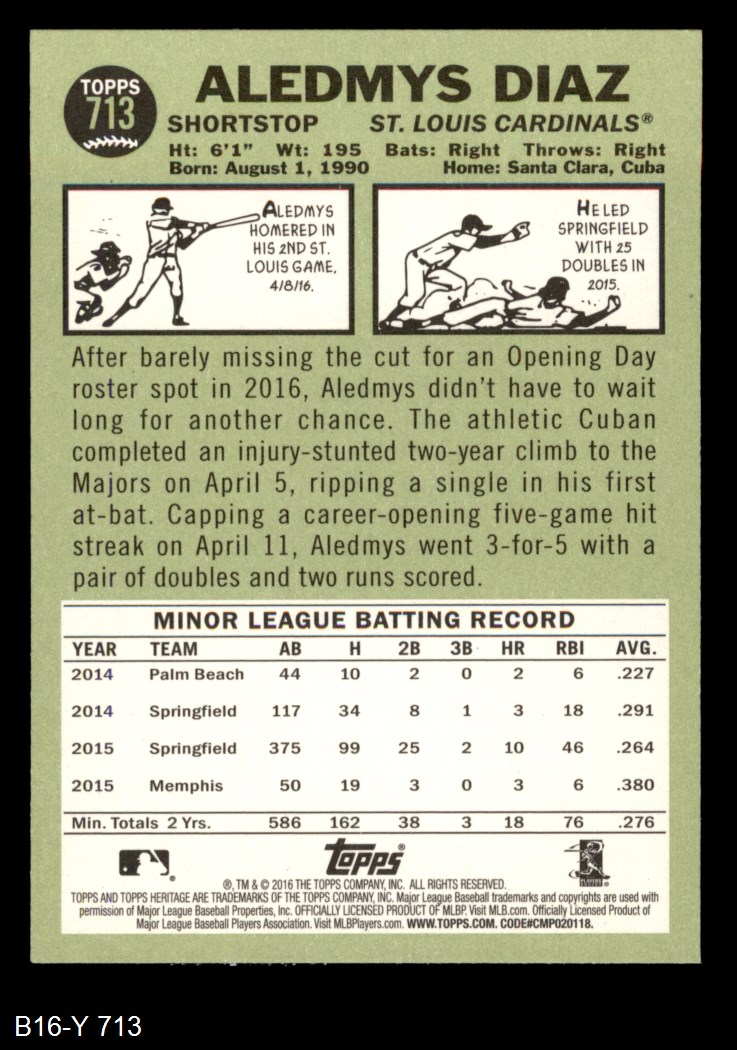 TOPPS
713
ALEDMYS DIAZ
SHORTSTOP ST. LOUIS CARDINALS®
Ht: 6'1" Wt: 195 Bats: Right Throws: Right
Born: August 1, 1990 Home: Santa Clara, Cuba
ALEDMYS
HOMERED IN
HIS 2ND ST.
LOUIS GAME,
4/8/16.
HE LED
SPRINGFIELD
WITH 25
DOUBLES IN
2015.
After barely missing the cut for an Opening Day
roster spot in 2016, Aledmys didn't have to wait
long for another chance. The athletic Cuban
completed an injury-stunted two-year climb to the
Majors on April 5, ripping a single in his first
at-bat. Capping a career-opening five-game hit
streak on April 11, Aledmys went 3-for-5 with a
pair of doubles and two runs scored.
MINOR LEAGUE BATTING RECORD
YEAR TEAM AB H 2B 3B HR RBI AVG.
2014 Palm Beach 44 10 2 0 2 6 .227
2014 Springfield 117 34 8 1 3 18 .291
2015 Springfield 375 99 25 2 10 46 .264
2015 Memphis 50 19 3 0 3 6 .380
Min. Totals 2 Yrs. 586 162 38 3 18 76 .276
topps®
®, TM & © 2016 THE TOPPS COMPANY, INC. ALL RIGHTS RESERVED.
TOPPS AND TOPPS HERITAGE ARE TRADEMARKS OF THE TOPPS COMPANY, INC. Major League Baseball trademarks and copyrights are used with
permission of Major League Baseball Properties, Inc. OFFICIALLY LICENSED PRODUCT OF MLBP. Visit MLB.com. Officially Licensed Product of
Major League Baseball Players Association. Visit MLBPlayers.com. WWW.TOPPS.COM. CODE#CMP020118.
B16-Y 713